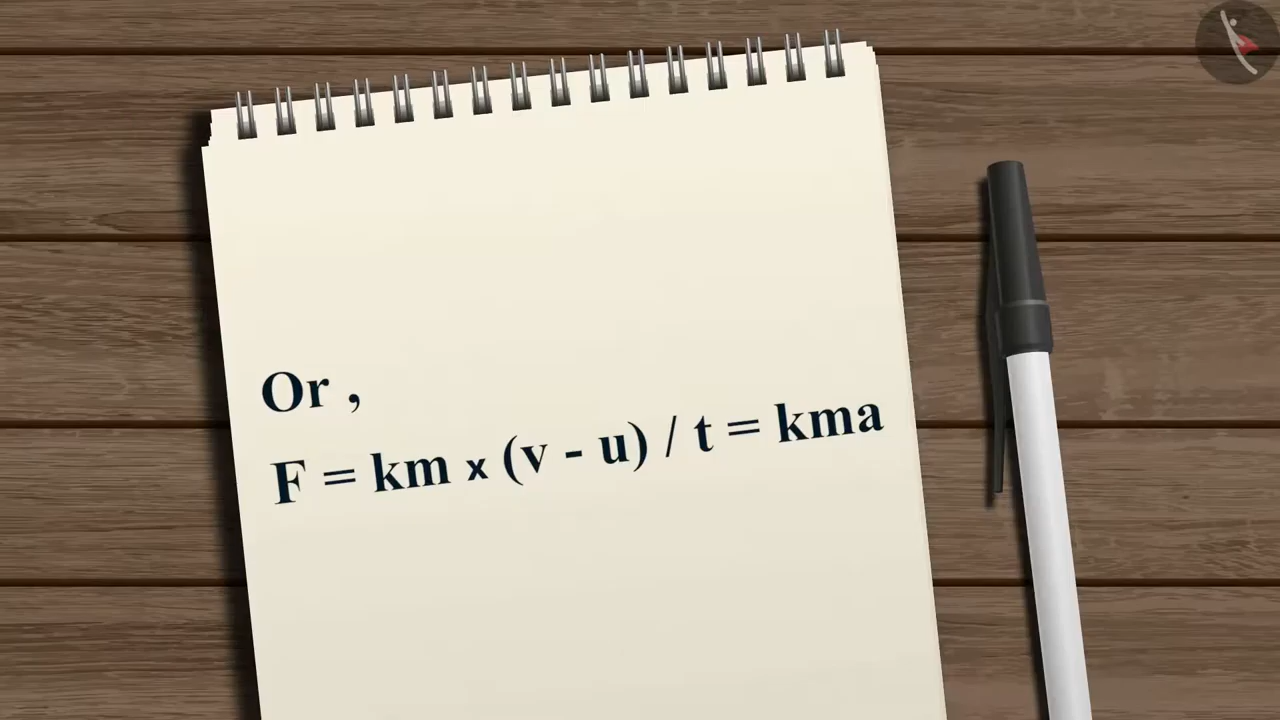 Or ,
F = km x (v - u) / t = kma